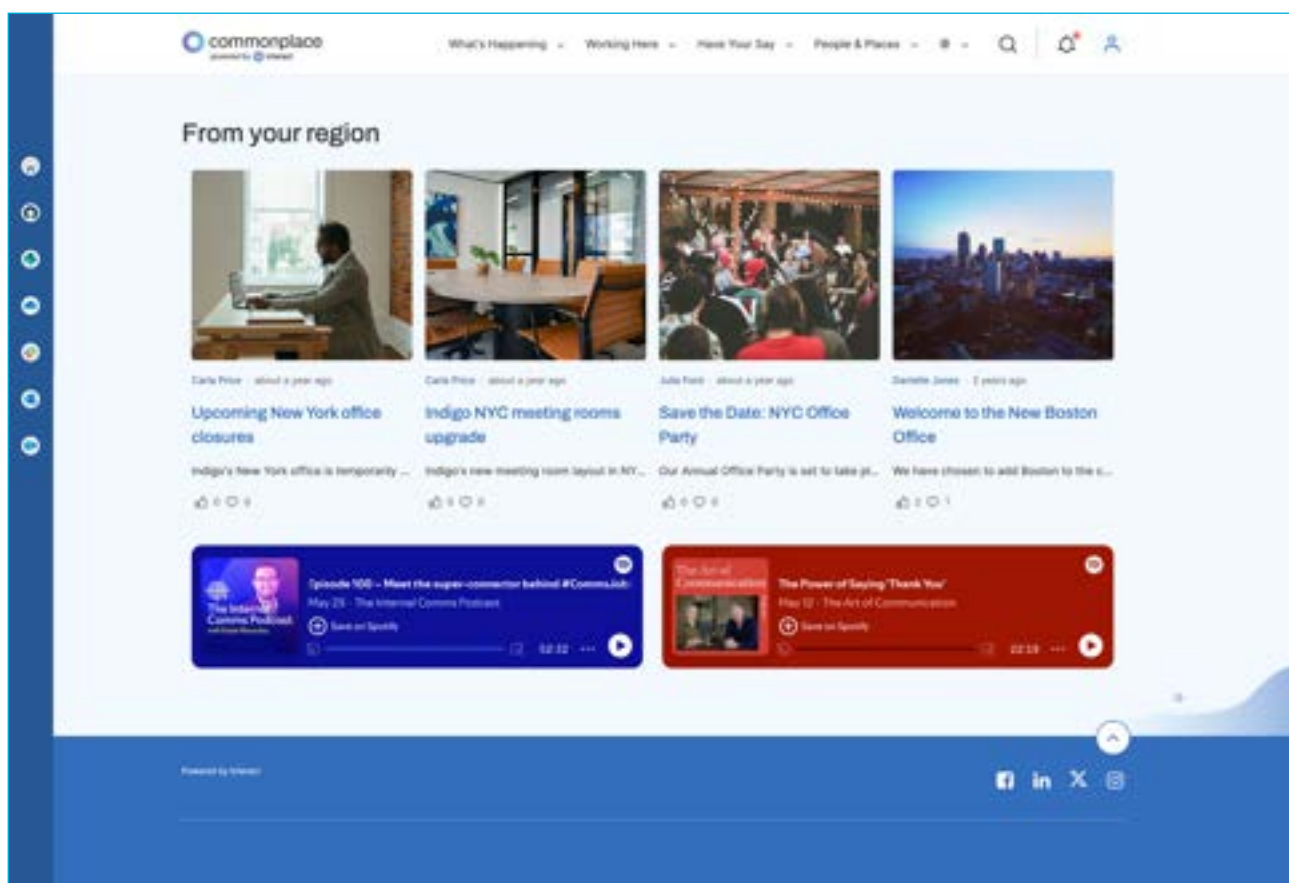 commonplace
powered by interact
What's Happening
Working Here
Have Your Say
People & Places
From your region
Carla Price about a year ago
Upcoming New York office
closures
Indigo's New York office is temporarily ...
Carla Price about a year ago
Indigo NYC meeting rooms
upgrade
Indigo's new meeting room layout in NY...
Julia Ford about a year ago
Save the Date: NYC Office
Party
Our Annual Office Party is set to take pl...
Danielle Jones 2 years ago
Welcome to the New Boston
Office
We have chosen to add Boston to the c...
The Internal
Comms Podcast
Episode 100 – Meet the super-connector behind
May 25 · The Internal Comms Podcast
Save on Spotify
The Art of
Communication
The Power of Saying 'Thank You'
May 12 · The Art of Communication
Save on Spotify
Powered by Interact